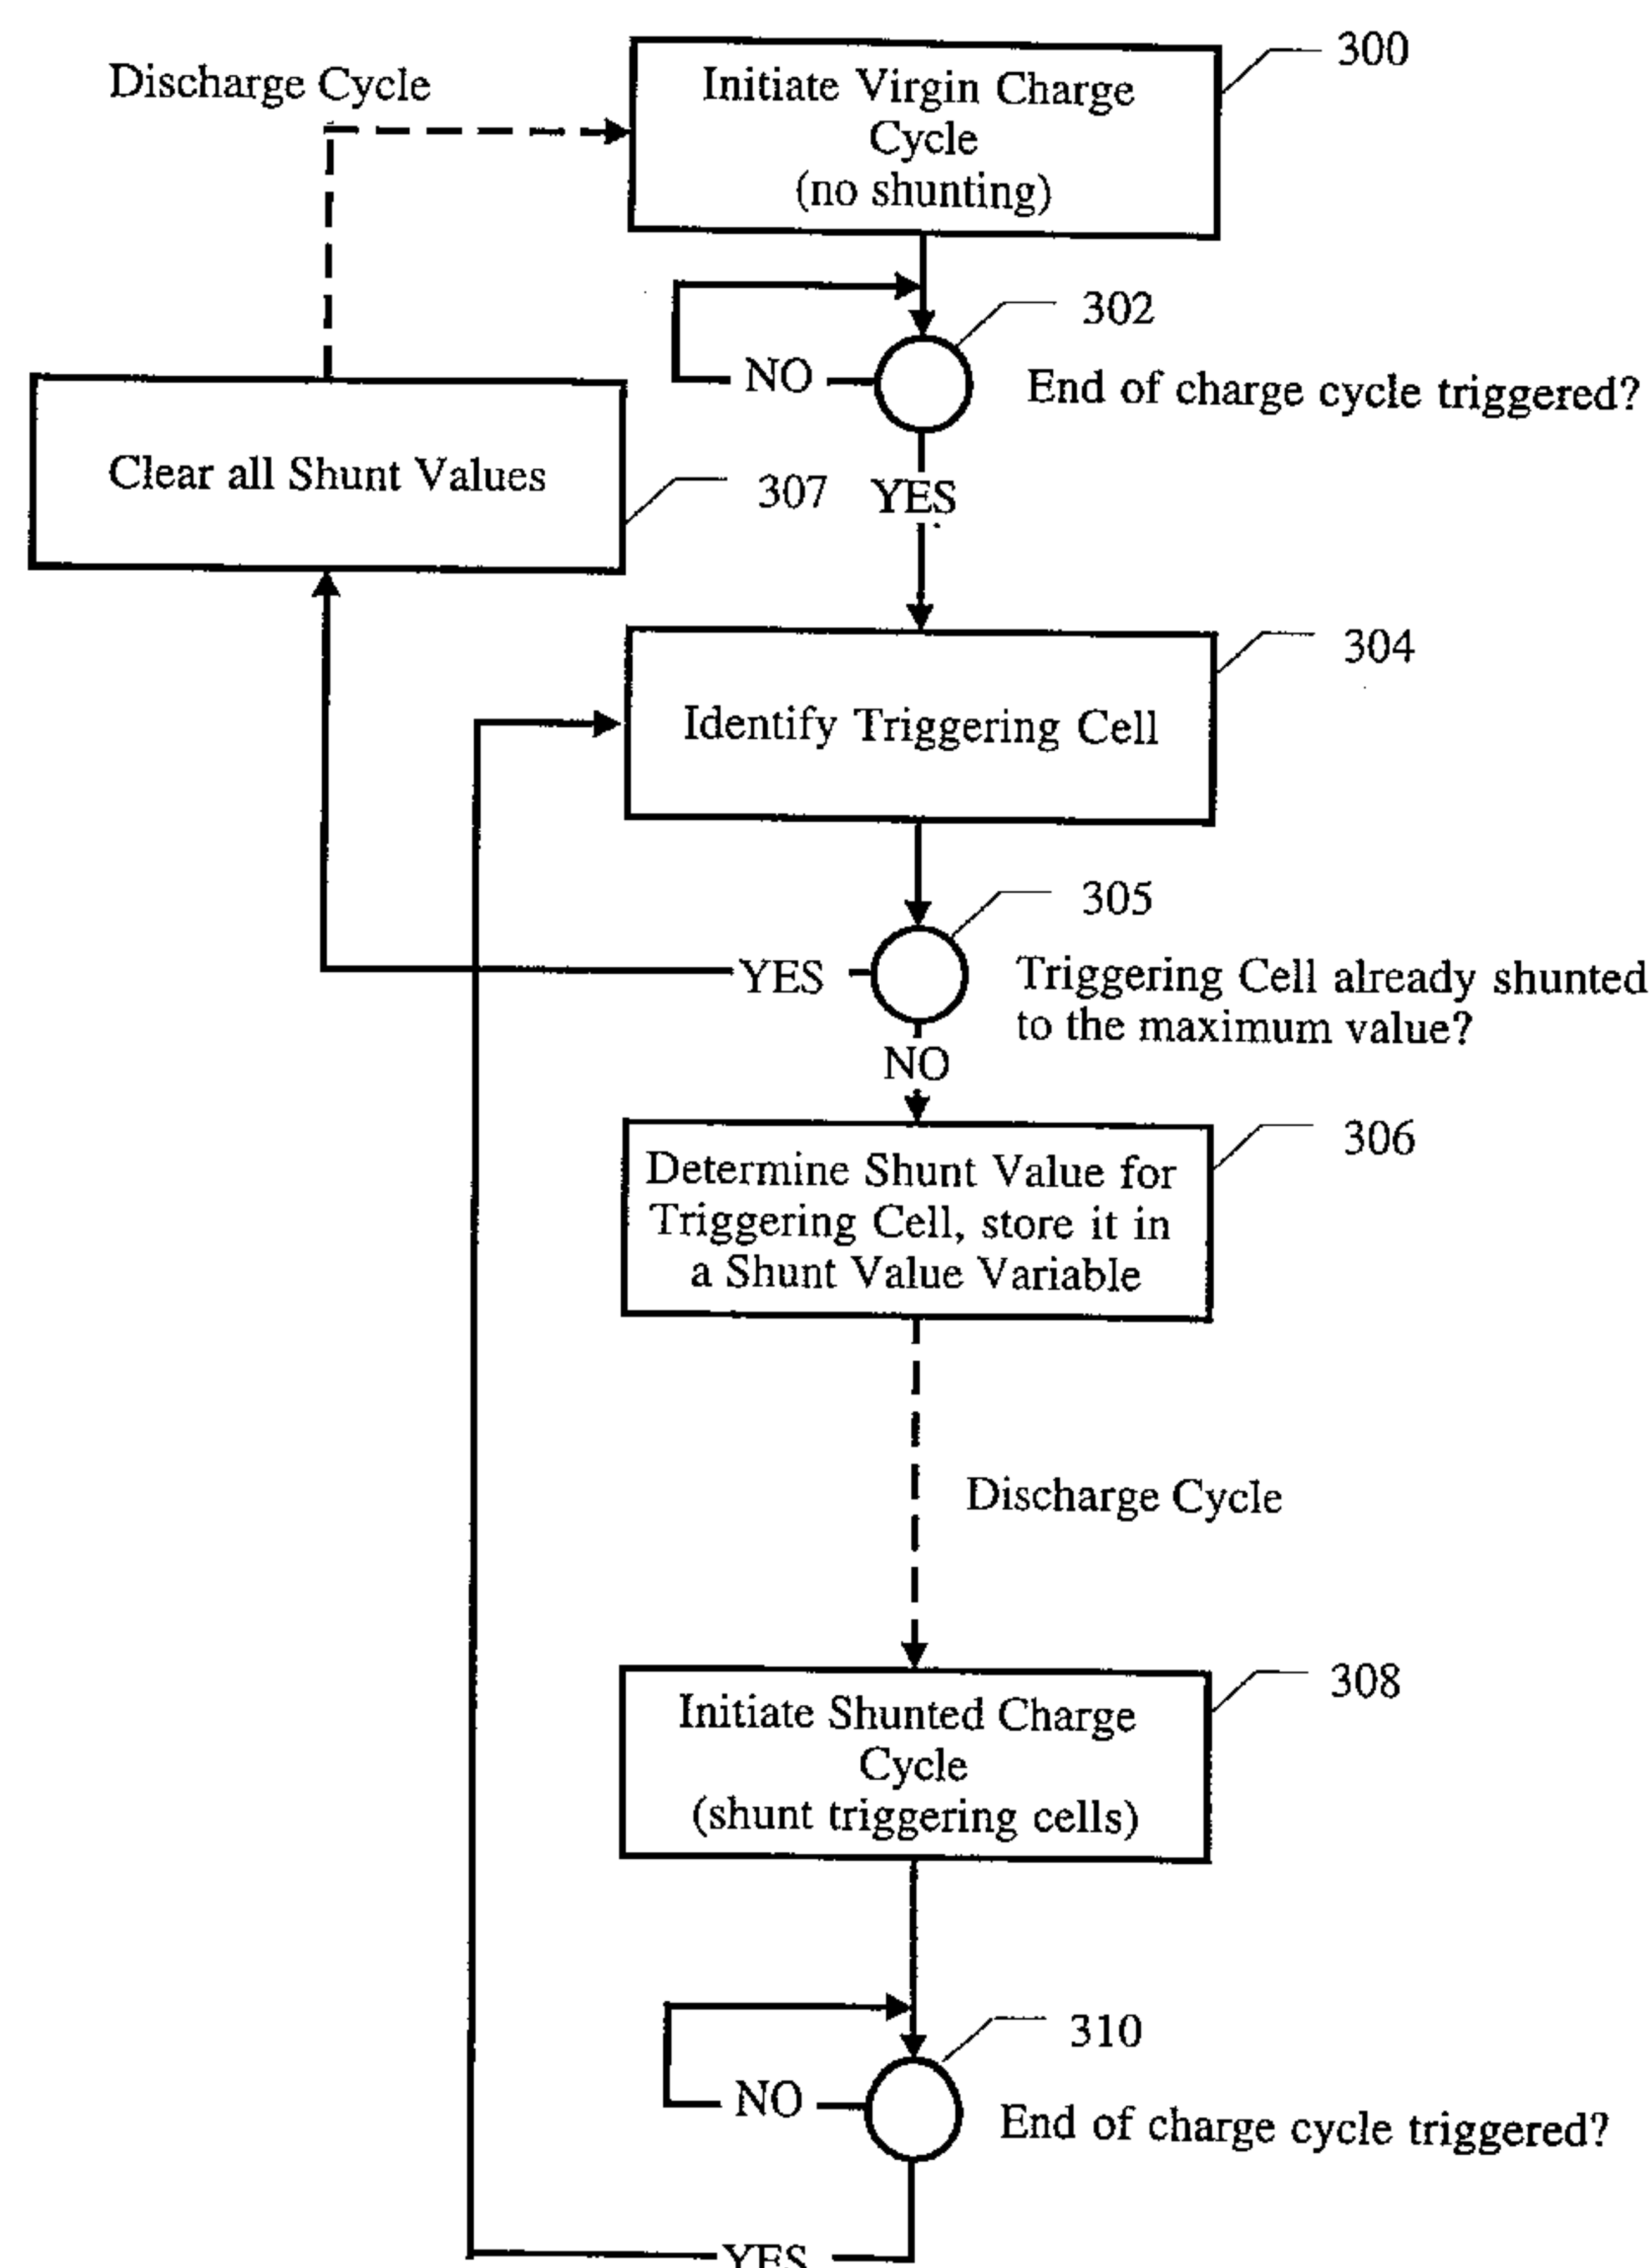 300
Discharge Cycle
Initiate Virgin Charge
Cycle
(no shunting)
302
NO
End of charge cycle triggered?
Clear all Shunt Values
307
YES
304
Identify Triggering Cell
305
YES
Triggering Cell already shunted
to the maximum value?
NO
306
Determine Shunt Value for
Triggering Cell, store it in
a Shunt Value Variable
Discharge Cycle
308
Initiate Shunted Charge
Cycle
(shunt triggering cells)
310
NO
End of charge cycle triggered?
YES